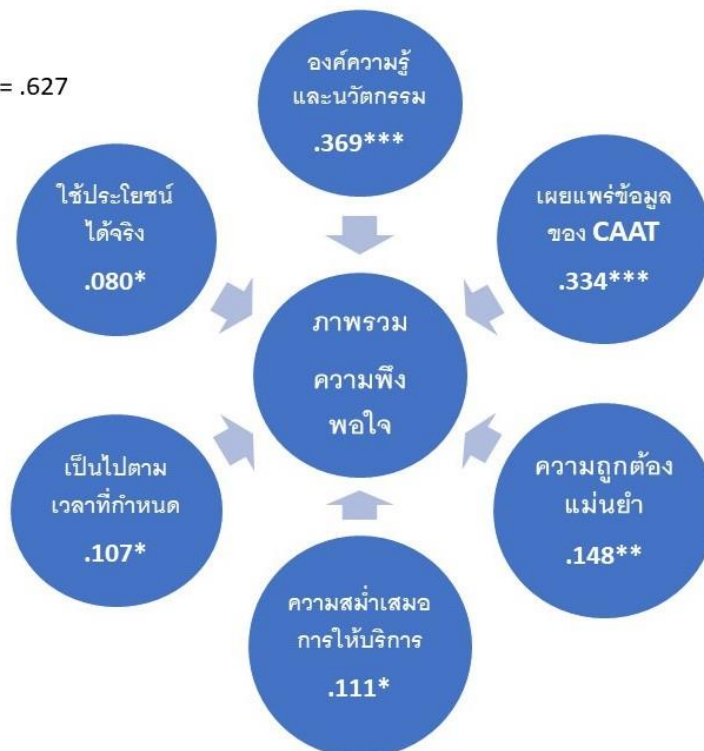 = .627
องค์ความรู้
และนวัตกรรม
.369***
เผยแพร่ข้อมูล
ของ CAAT
.334***
ความถูกต้อง
แม่นยำ
.148**
ความสม่ำเสมอ
การให้บริการ
.111*
เป็นไปตาม
เวลาที่กำหนด
.107*
ใช้ประโยชน์
ได้จริง
.080*
ภาพรวม
ความพึง
พอใจ